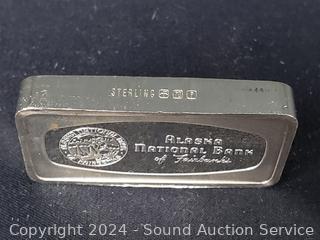 STERLING
ALASKA
NATIONAL BANK
of Fairbanks
Copyright 2024 - Sound Auction Service